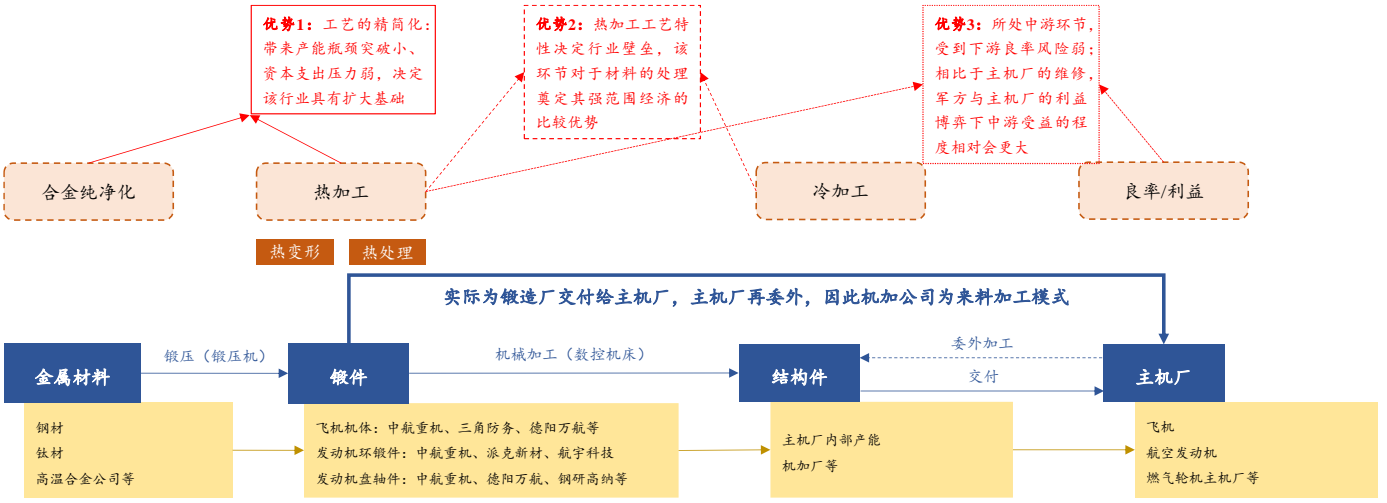 优势1：工艺的精简化：
带来产能瓶颈突破小、
资本支出压力弱，决定
该行业具有扩大基础
优势2：热加工工艺特
性决定行业壁垒，该
环节对于材料的处理
奠定其强范围经济的
比较优势
优势3：所处中游环节，
受到下游良率风险弱；
相比于主机厂的维修，
军方与主机厂的利益
博弈下中游受益的程
度相对会更大
合金纯净化
热加工
冷加工
良率/利益
热变形
热处理
实际为锻造厂交付给主机厂，主机厂再委外，因此机加公司为来料加工模式
金属材料
锻压（锻压机）
锻件
机械加工（数控机床）
结构件
委外加工
交付
主机厂
钢材
钛材
高温合金公司等
飞机机体：中航重机、三角防务、德阳万航等
发动机环锻件：中航重机、派克新材、航宇科技
发动机盘轴件：中航重机、德阳万航、钢研高纳等
主机厂内部产能
机加厂等
飞机
航空发动机
燃气轮机主机厂等